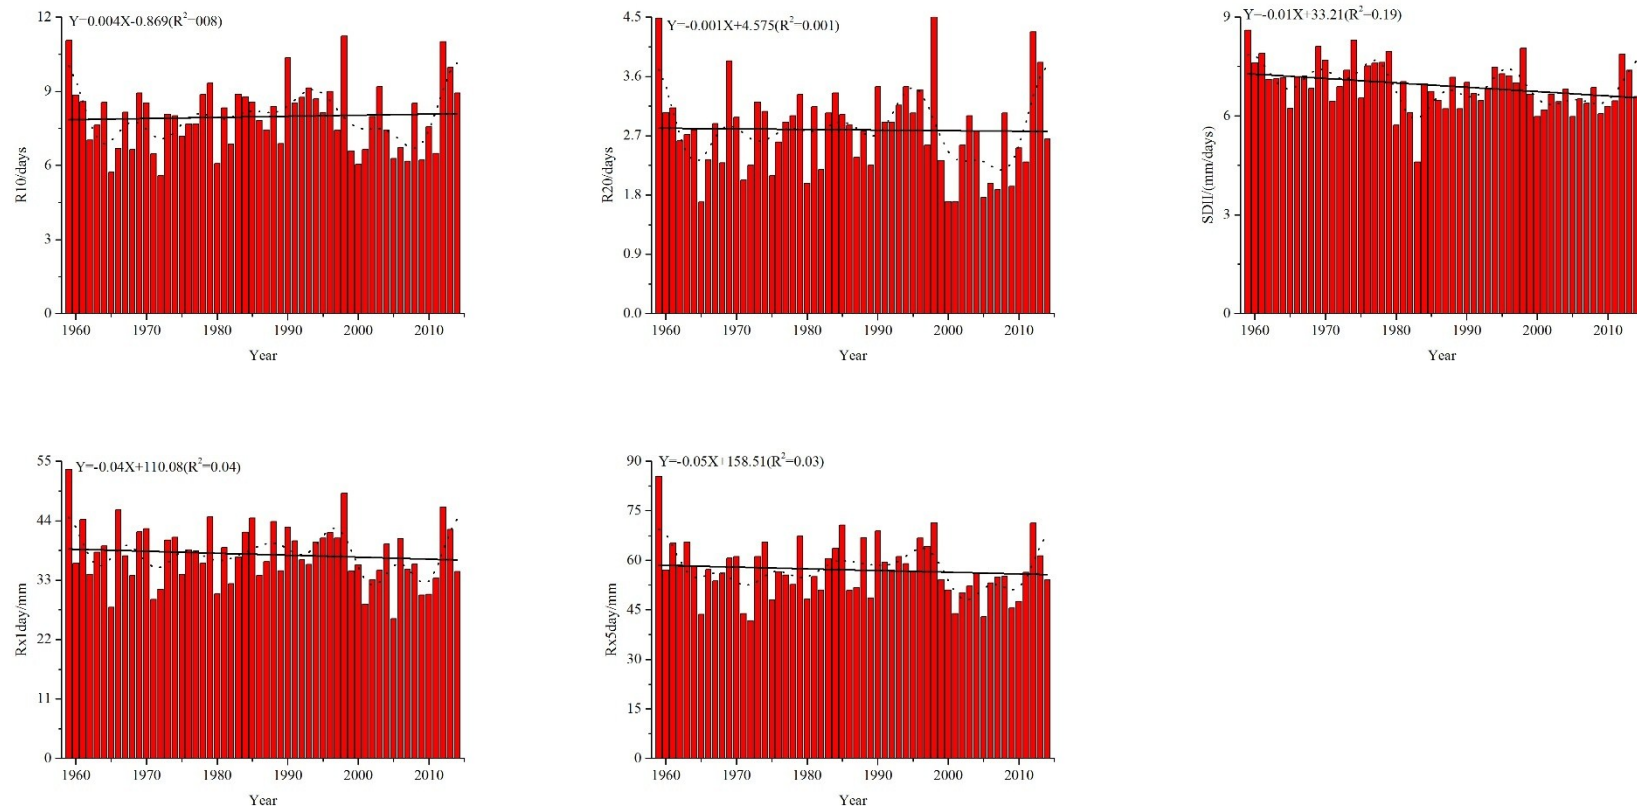 Y=0.004X-0.869(R²=008)
12
9
6
3
0
R10/days
1960 1970 1980 1990 2000 2010
Year
Y=-0.001X+4.575(R²=0.001)
4.5
3.6
2.7
1.8
0.9
0.0
R20/days
1960 1970 1980 1990 2000 2010
Year
Y=-0.01X+33.21(R²=0.19)
9
6
3
0
SDII/(mm/days)
1960 1970 1980 1990 2000 2010
Year
Y=-0.04X+110.08(R²=0.04)
55
44
33
22
11
0
Rx1day/mm
1960 1970 1980 1990 2000 2010
Year
Y=-0.05X+158.51(R²=0.03)
90
75
60
45
30
15
0
Rx5day/mm
1960 1970 1980 1990 2000 2010
Year